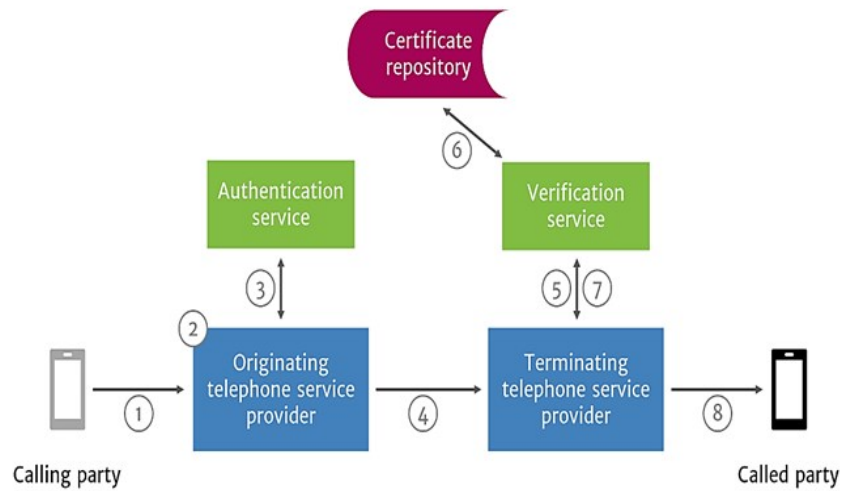 Certificate
repository
6
Authentication
service
Verification
service
3
5
7
2
Originating
telephone service
provider
Terminating
telephone service
provider
1
4
8
Calling party
Called party